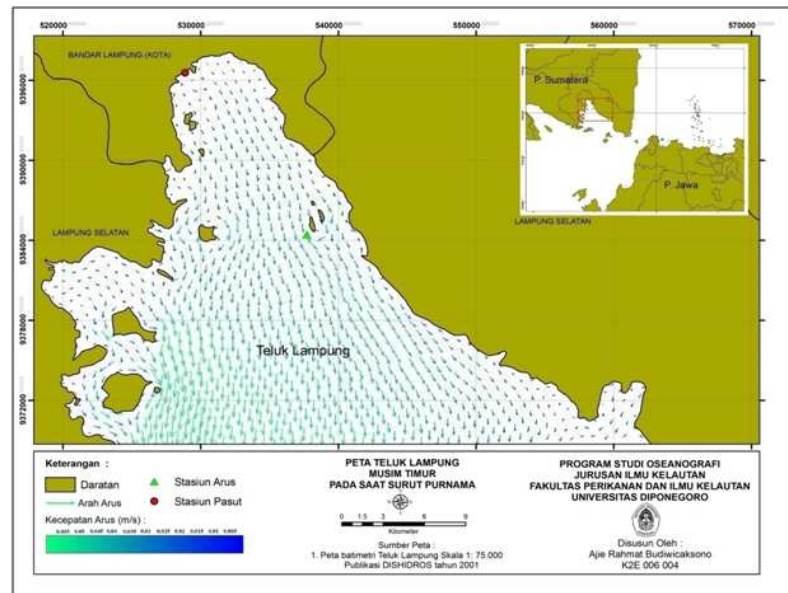 520000 530000 540000 550000 560000 570000
BANDAR LAMPUNG (KOTA)
9396000
9390000
9384000
9378000
9372000
P. Sumatera
P. Jawa
LAMPUNG SELATAN
LAMPUNG SELATAN
Teluk Lampung
Keterangan :
Daratan
Arah Arus
Stasiun Arus
Stasiun Pasut
Kecepatan Arus (m/s) :
PETA TELUK LAMPUNG
MUSIM TIMUR
PADA SAAT SURUT PURNAMA
0 1.5 3 6 9
Kilometer
Sumber Peta :
1. Peta batimetri Teluk Lampung Skala 1: 75.000
Publikasi DISHIDROS tahun 2001
PROGRAM STUDI OSEANOGRAFI
JURUSAN ILMU KELAUTAN
FAKULTAS PERIKANAN DAN ILMU KELAUTAN
UNIVERSITAS DIPONEGORO
Disusun Oleh :
Ajie Rahmat Budiwicaksono
K2E 006 004